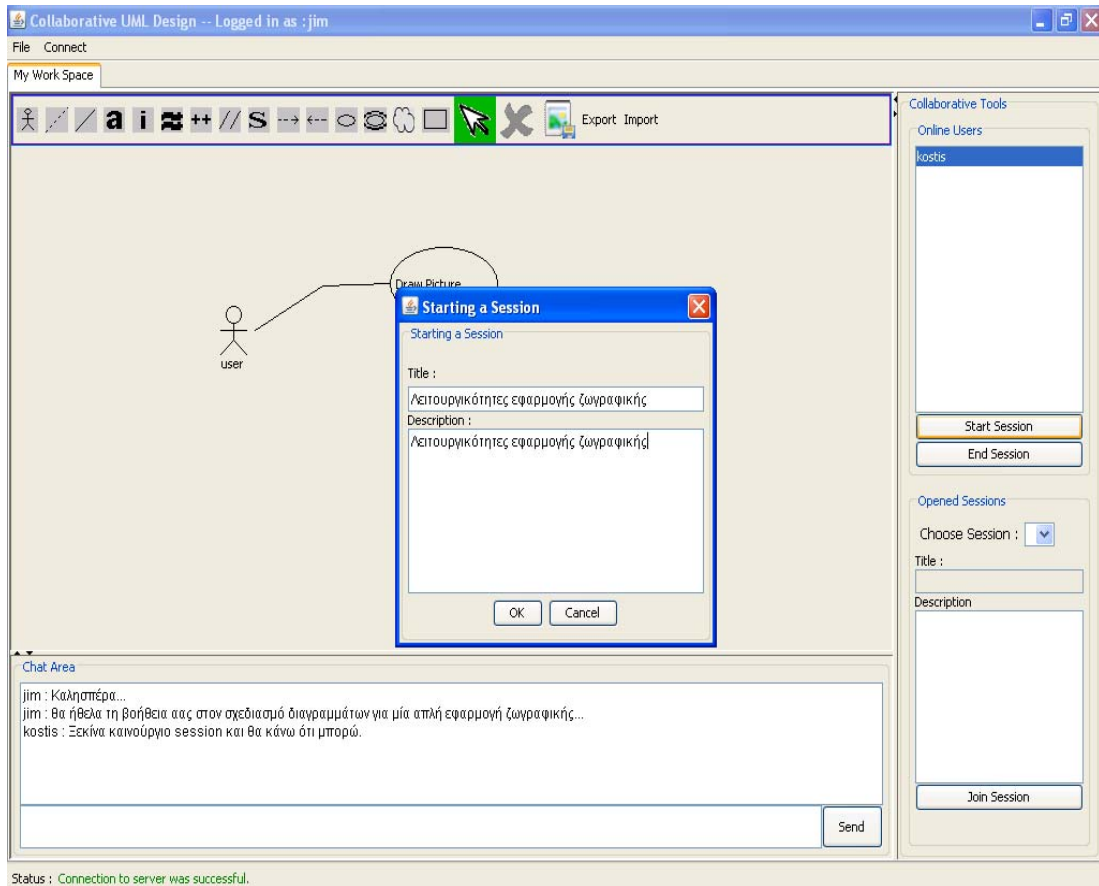 Collaborative UML Design -- Logged in as : jim
File Connect
My Work Space
a i ++ // S Export Import
Draw Picture
user
Starting a Session
Starting a Session
Title :
Λειτουργικότητες εφαρμογής ζωγραφικής
Description :
Λειτουργικότητες εφαρμογής ζωγραφικής
OK Cancel
Collaborative Tools
Online Users
kostis
Start Session
End Session
Opened Sessions
Choose Session :
Title :
Description
Join Session
Chat Area
jim : Καλησπέρα...
jim : θα ήθελα τη βοήθεια αας στον σχεδιασμό διαγραμμάτων για μία απλή εφαρμογή ζωγραφικής...
kostis : Ξεκίνα καινούργιο session και θα κάνω ότι μπορώ.
Send
Status : Connection to server was successful.